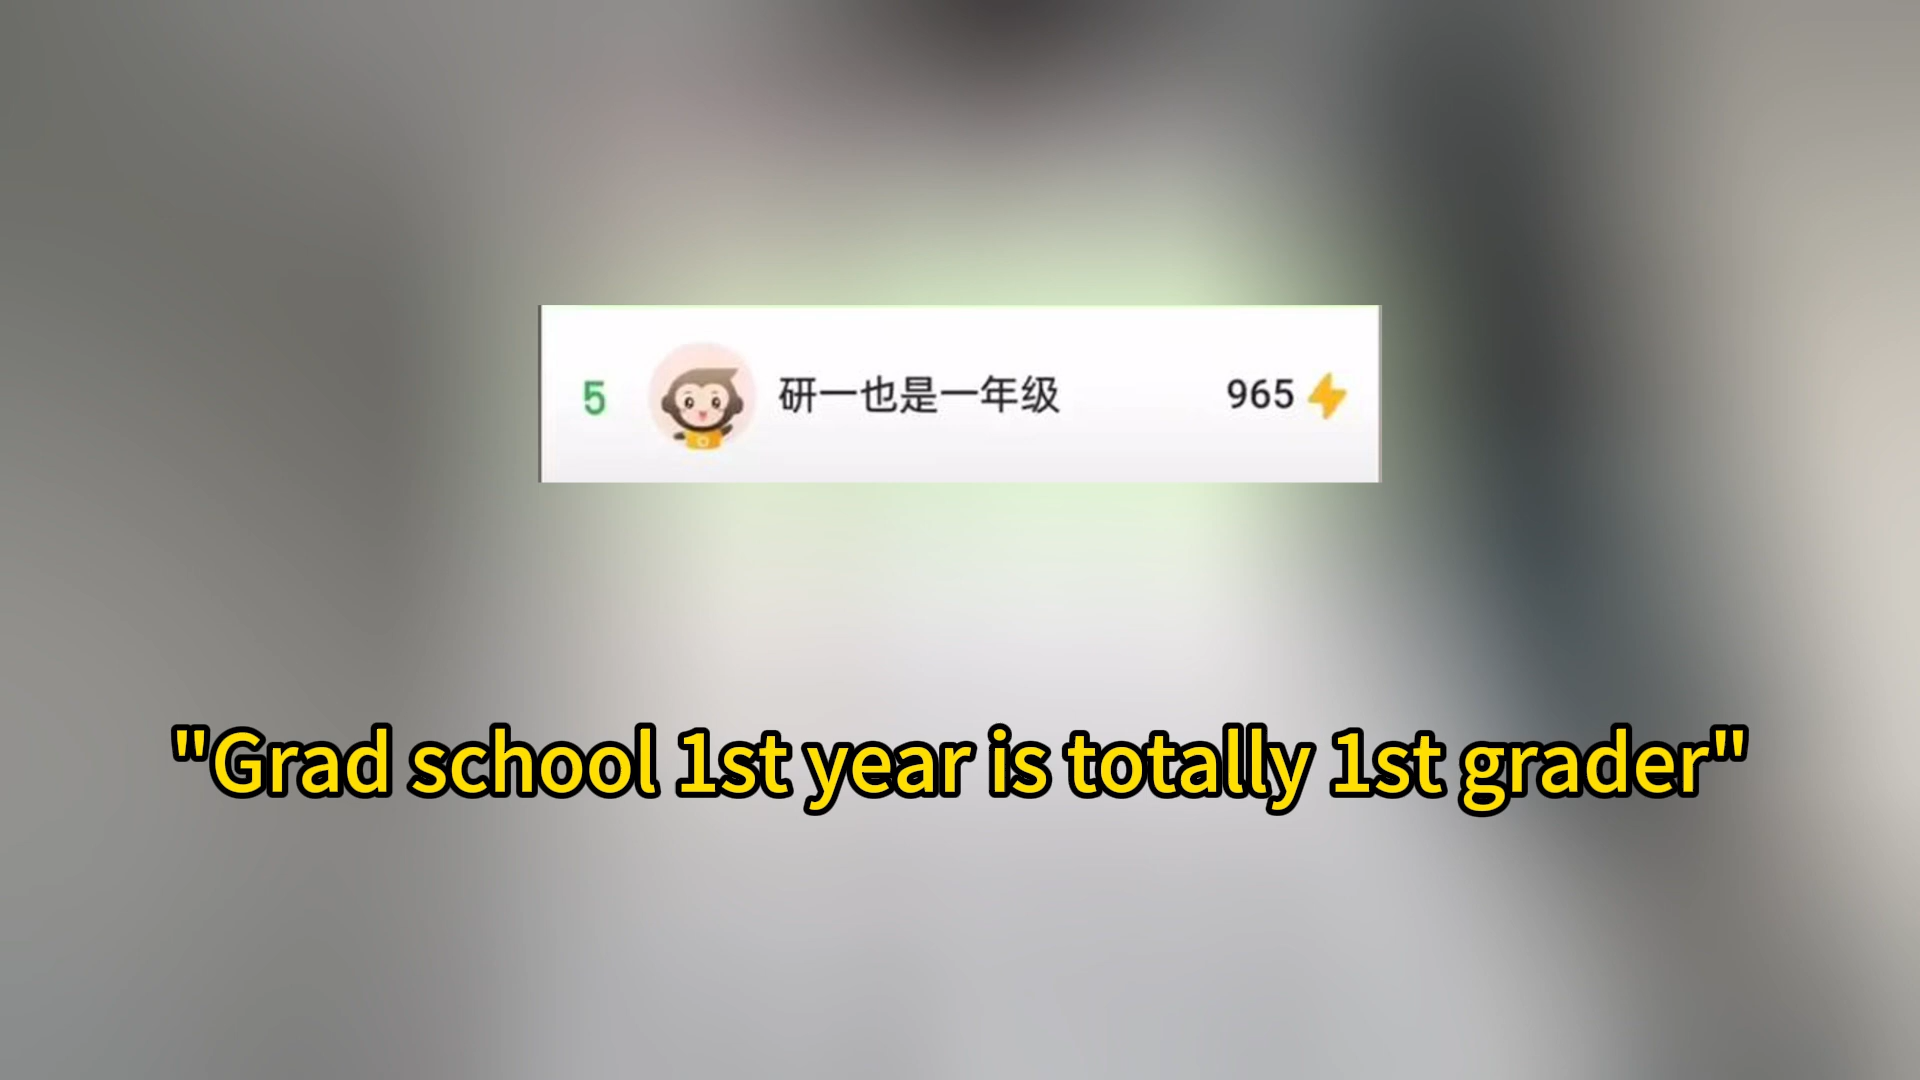 5 研一也是一年级 965
"Grad school 1st year is totally 1st grader"